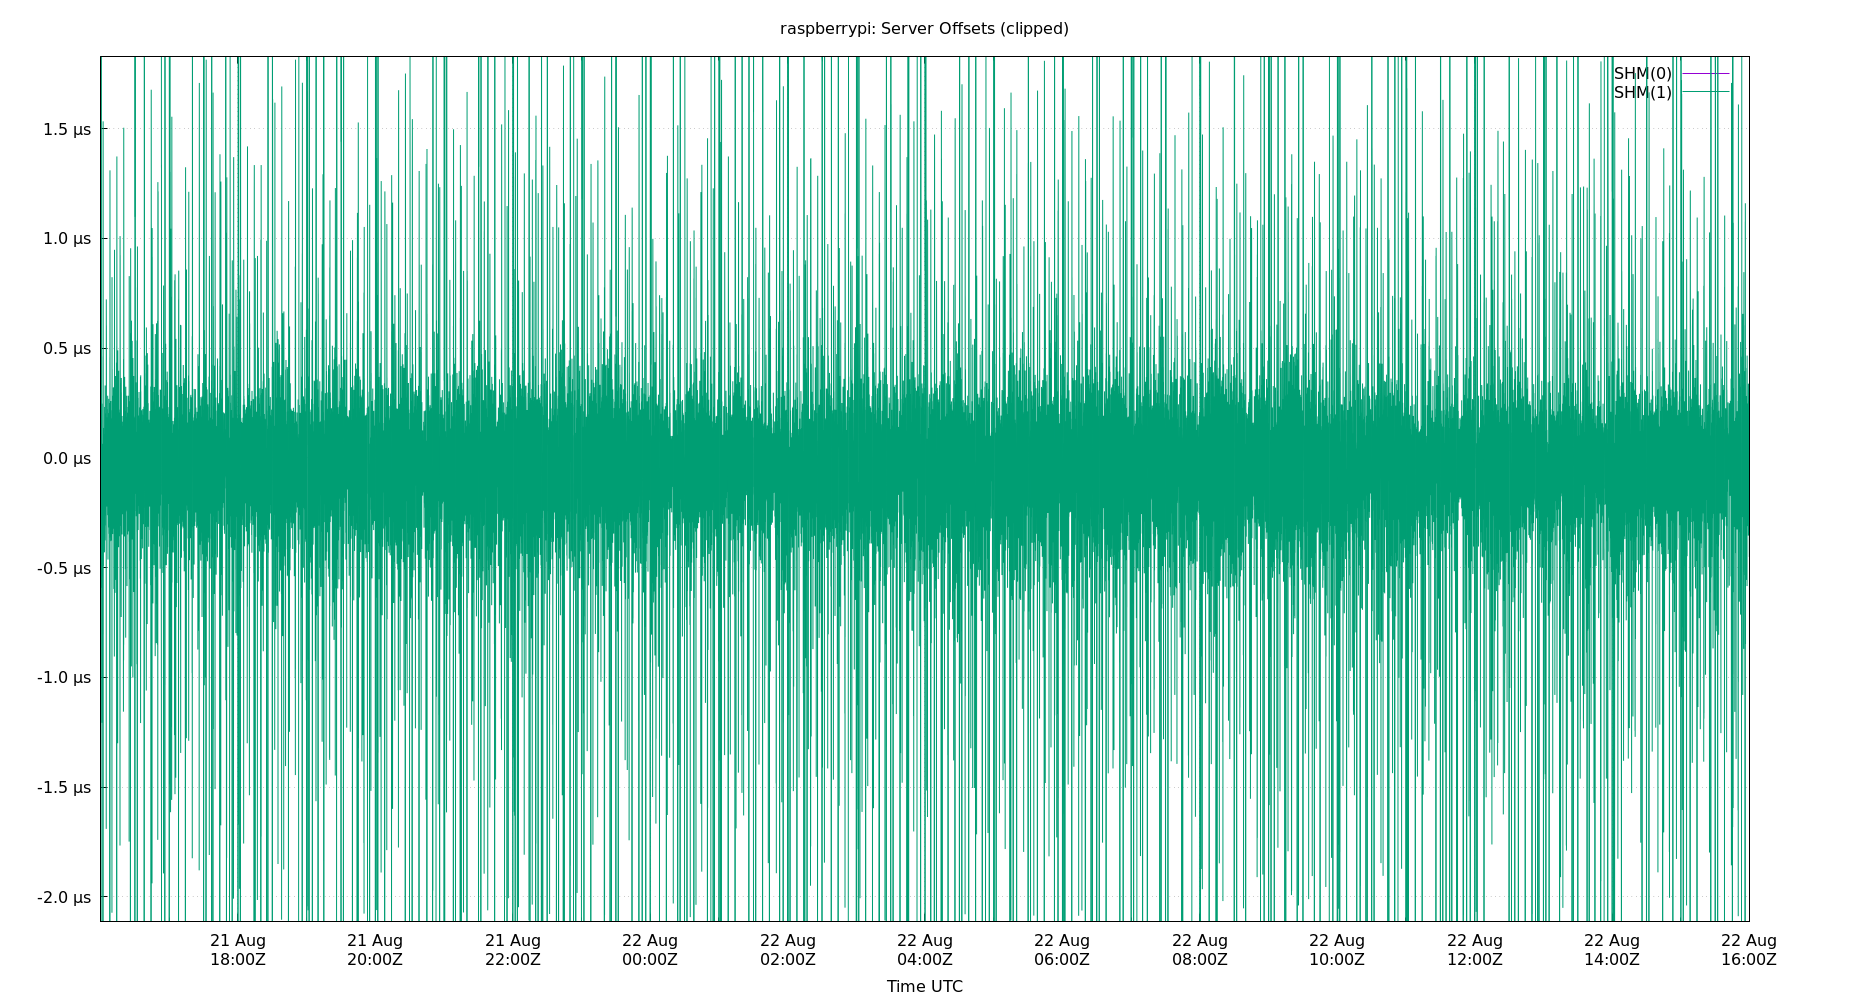 raspberrypi: Server Offsets (clipped)
SHM(0)
SHM(1)
1.5 µs
1.0 µs
0.5 µs
0.0 µs
-0.5 µs
-1.0 µs
-1.5 µs
-2.0 µs
21 Aug 21 Aug 21 Aug 22 Aug 22 Aug 22 Aug 22 Aug 22 Aug 22 Aug 22 Aug 22 Aug 22 Aug
18:00Z 20:00Z 22:00Z 00:00Z 02:00Z 04:00Z 06:00Z 08:00Z 10:00Z 12:00Z 14:00Z 16:00Z
Time UTC